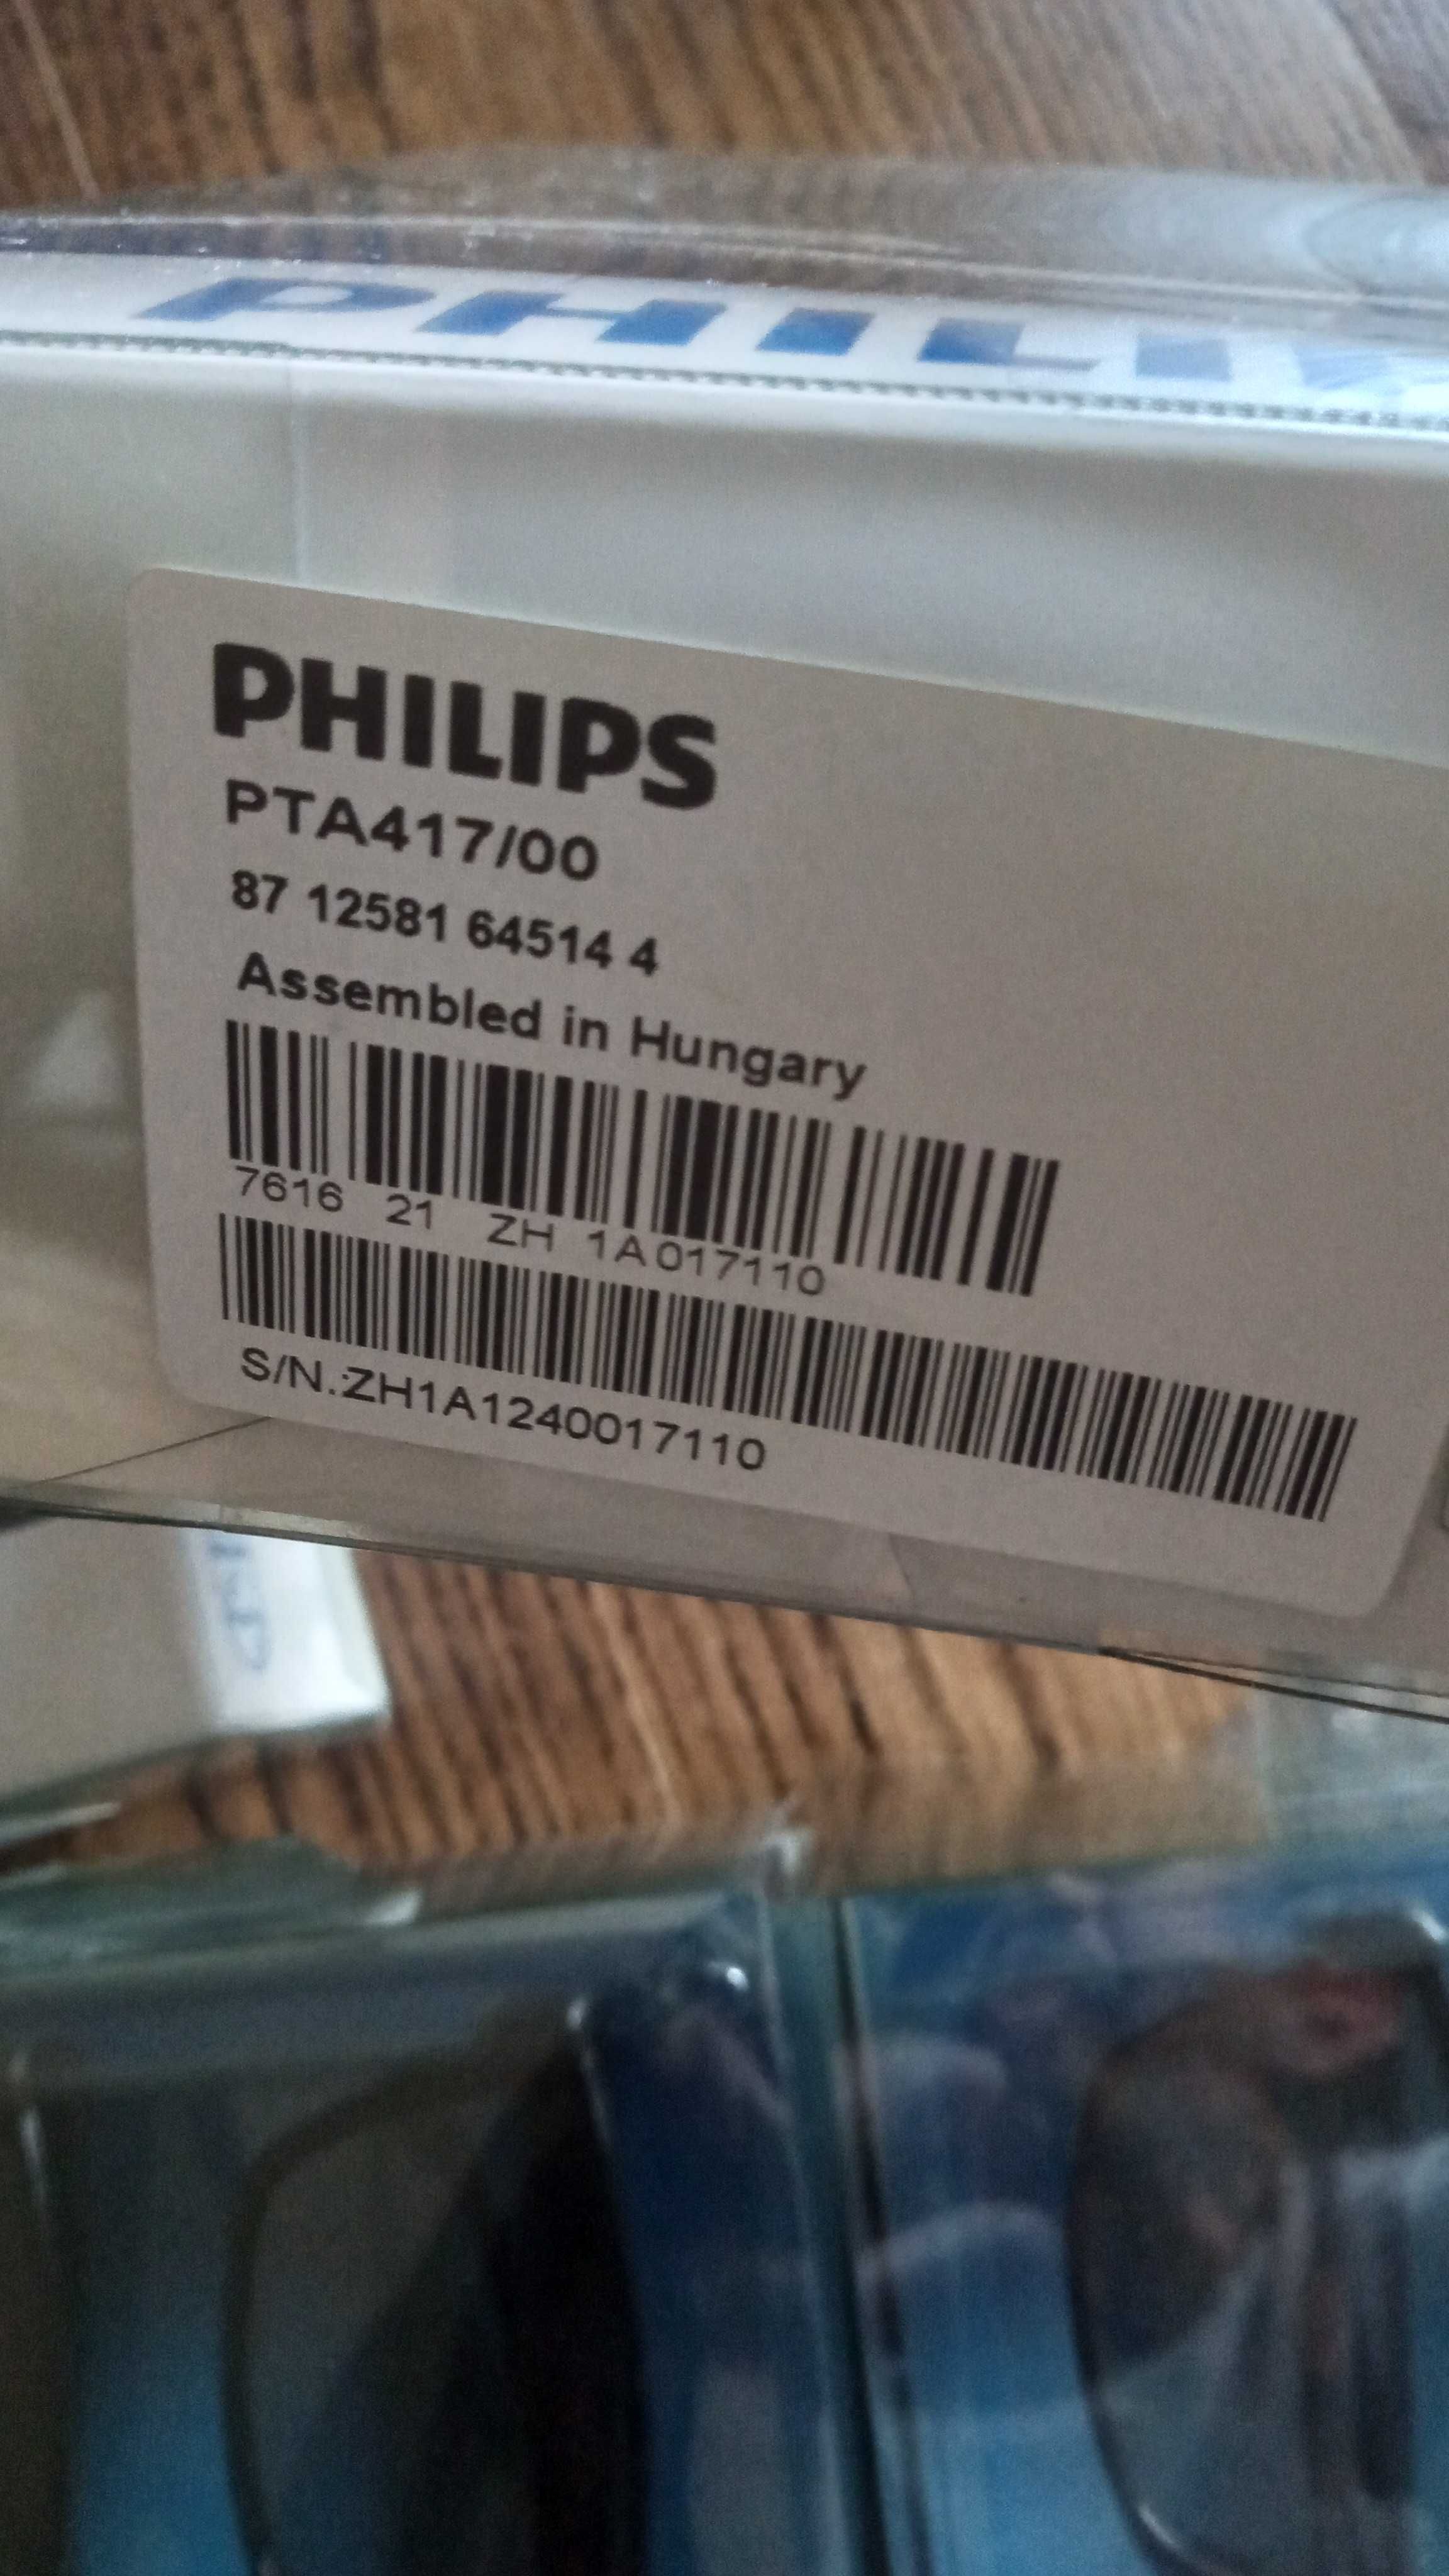 PHILIPS
PHILIPS
PTA417/00
87 12581 64514 4
Assembled in Hungary
7616 21 ZH 1A017110
S/N.:ZH1A1240017110